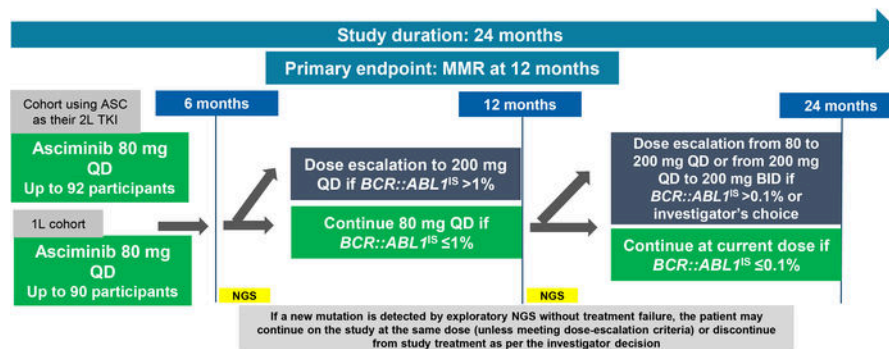 Study duration: 24 months
Primary endpoint: MMR at 12 months
6 months
12 months
24 months
Cohort using ASC
as their 2L TKI
Asciminib 80 mg
QD
Up to 92 participants
1L cohort
Asciminib 80 mg
QD
Up to 90 participants
Dose escalation to 200 mg
QD if BCR::ABL1ᴵˢ >1%
Continue 80 mg QD if
BCR::ABL1ᴵˢ ≤1%
Dose escalation from 80 to
200 mg QD or from 200 mg
QD to 200 mg BID if
BCR::ABL1ᴵˢ >0.1% or
investigator's choice
Continue at current dose if
BCR::ABL1ᴵˢ ≤0.1%
NGS
NGS
If a new mutation is detected by exploratory NGS without treatment failure, the patient may
continue on the study at the same dose (unless meeting dose-escalation criteria) or discontinue
from study treatment as per the investigator decision